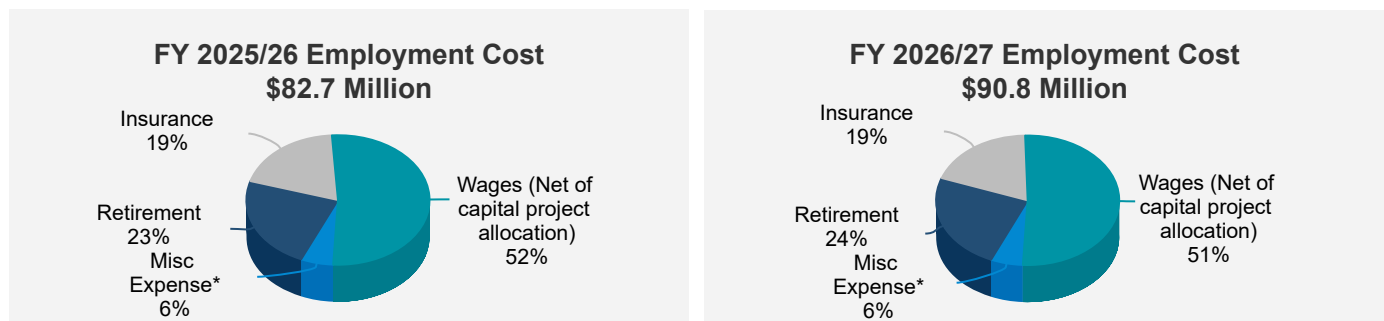 FY 2025/26 Employment Cost
$82.7 Million
Insurance
19%
Wages (Net of
capital project
allocation)
52%
Retirement
23%
Misc
Expense*
6%
FY 2026/27 Employment Cost
$90.8 Million
Insurance
19%
Wages (Net of
capital project
allocation)
51%
Retirement
24%
Misc
Expense*
6%